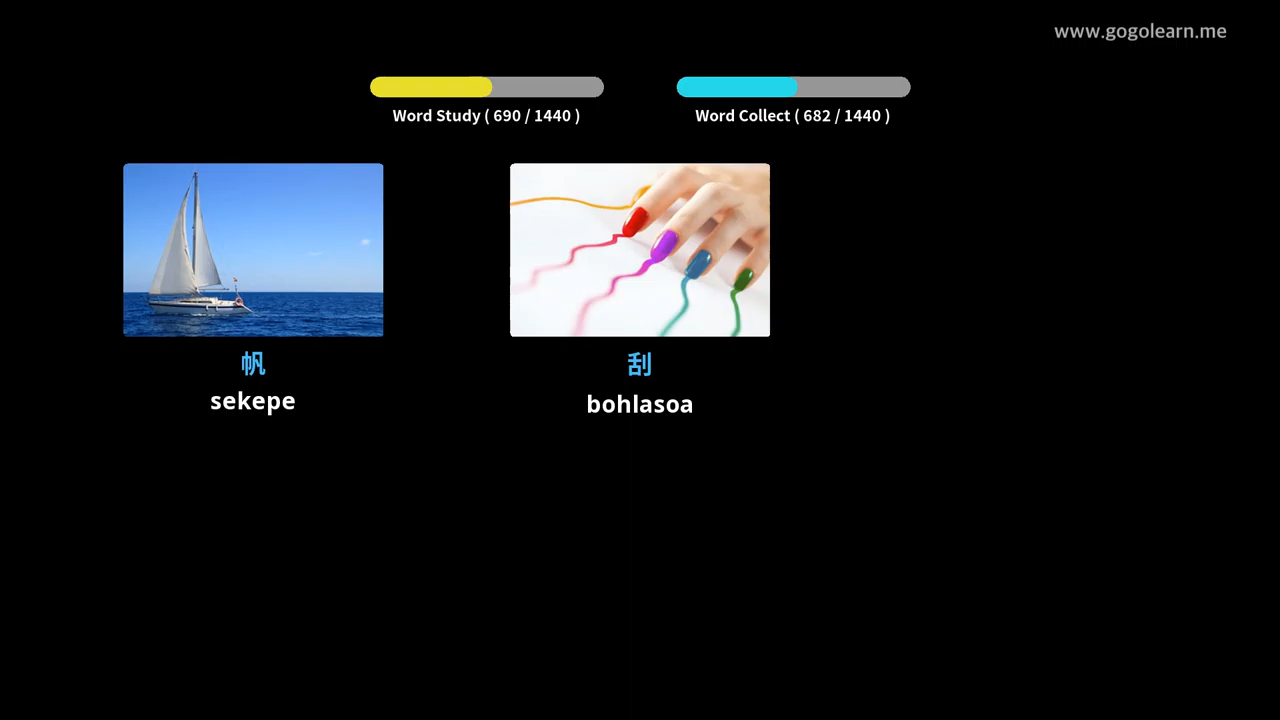 www.gogolearn.me
Word Study ( 690 / 1440 )
Word Collect ( 682 / 1440 )
帆
sekepe
刮
bohlasoa